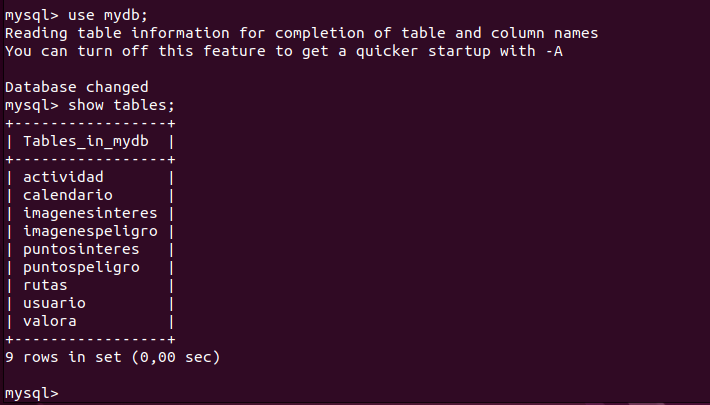 mysql> use mydb;
Reading table information for completion of table and column names
You can turn off this feature to get a quicker startup with -A

Database changed
mysql> show tables;
+-----------------+
| Tables_in_mydb  |
+-----------------+
| actividad       |
| calendario      |
| imagenesinteres |
| imagenespeligro |
| puntosinteres   |
| puntospeligro   |
| rutas           |
| usuario         |
| valora          |
+-----------------+
9 rows in set (0,00 sec)

mysql>